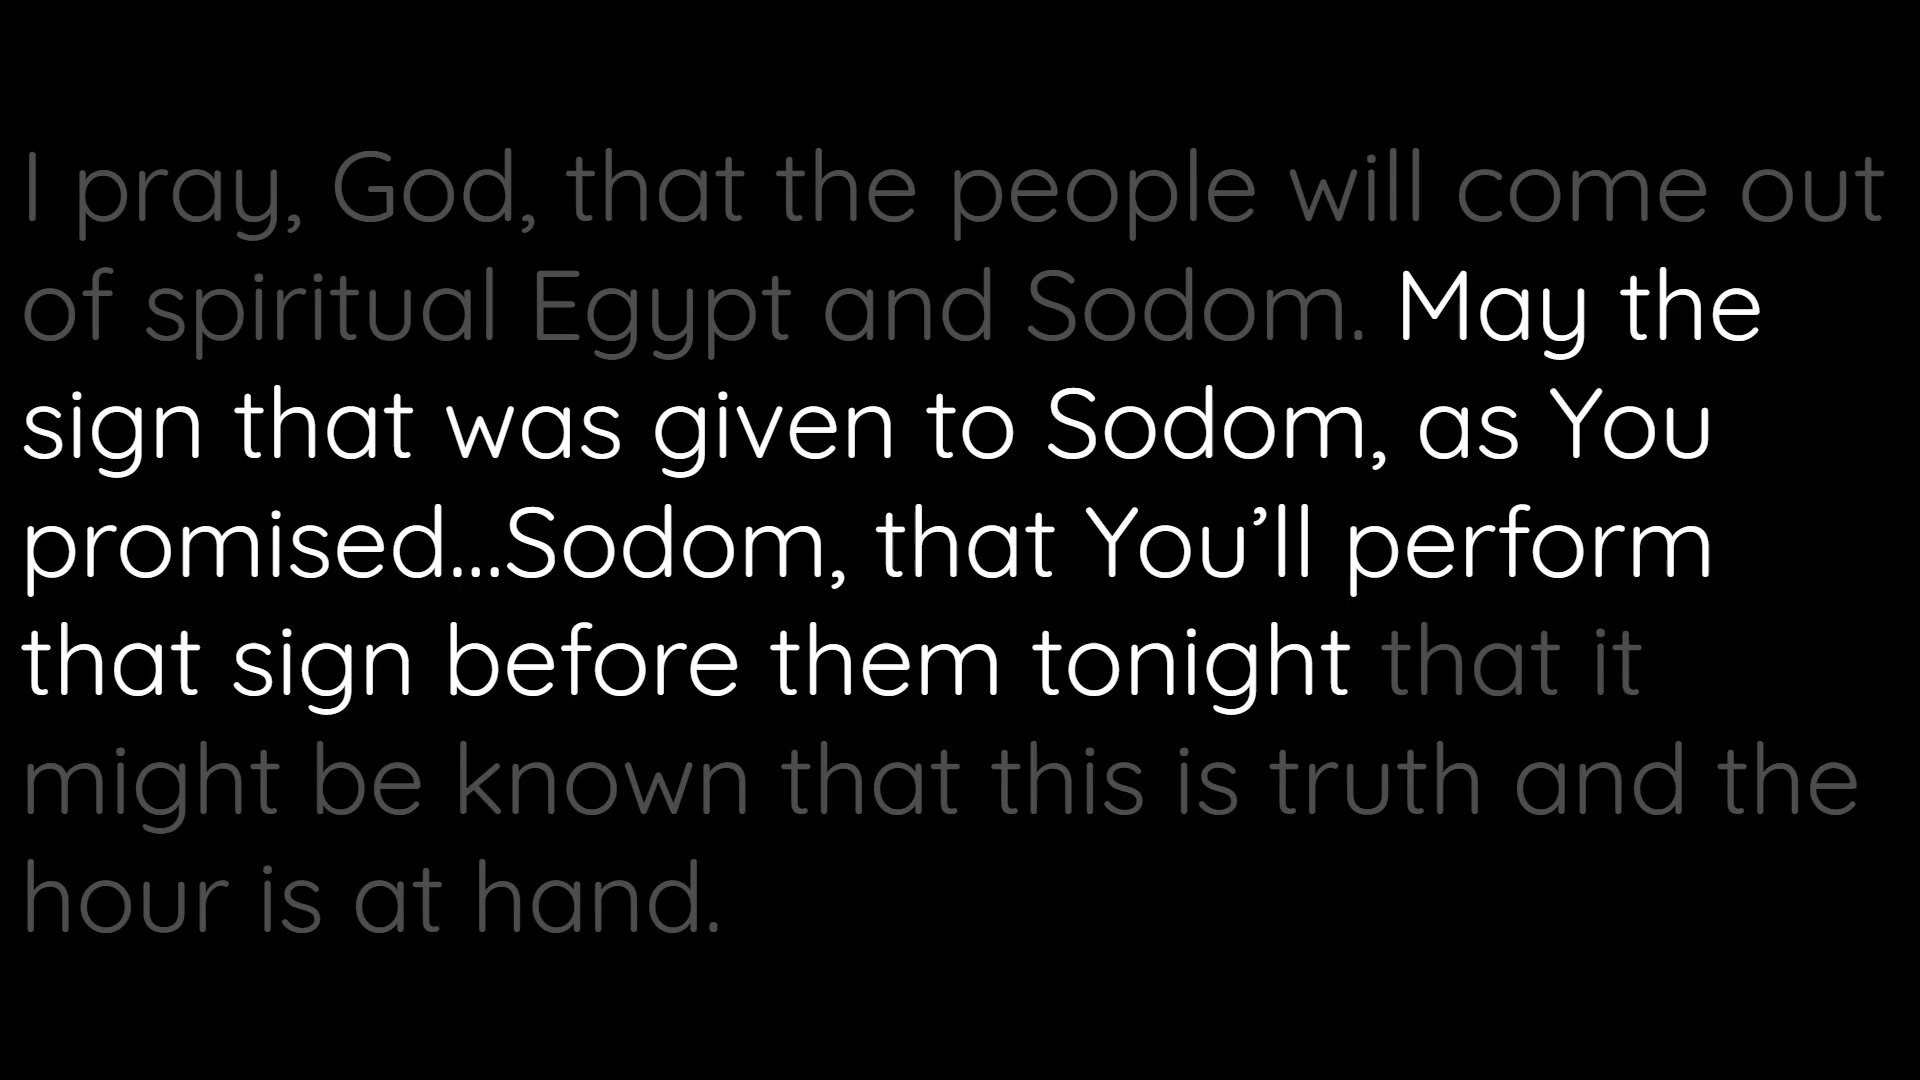 I pray, God, that the people will come out
of spiritual Egypt and Sodom. May the
sign that was given to Sodom, as You
promised...Sodom, that You’ll perform
that sign before them tonight that it
might be known that this is truth and the
hour is at hand.